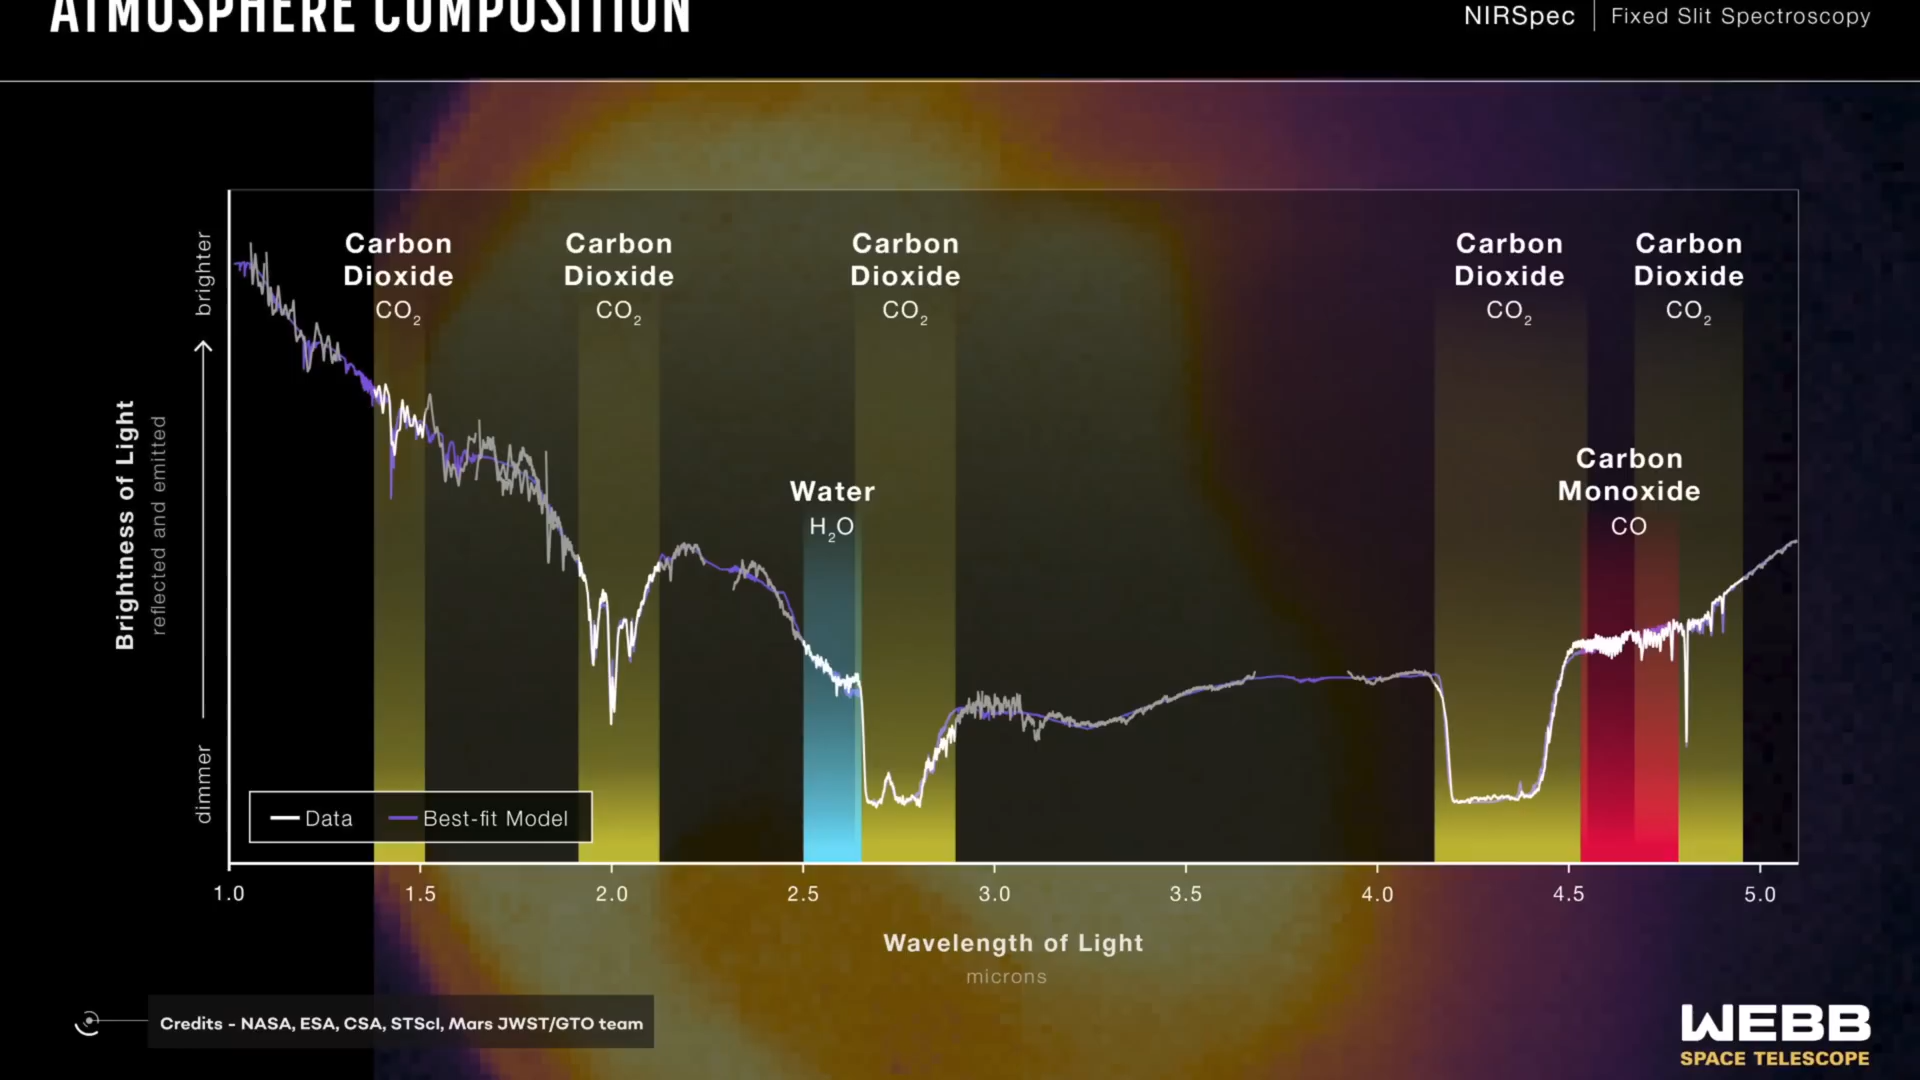 ATMOSPHERE COMPOSITION
NIRSpec | Fixed Slit Spectroscopy
Carbon
Dioxide
CO₂
Carbon
Dioxide
CO₂
Carbon
Dioxide
CO₂
Carbon
Dioxide
CO₂
Carbon
Dioxide
CO₂
Water
H₂O
Carbon
Monoxide
CO
brighter
Brightness of Light
reflected and emitted
dimmer
Data
Best-fit Model
1.0 1.5 2.0 2.5 3.0 3.5 4.0 4.5 5.0
Wavelength of Light
microns
Credits - NASA, ESA, CSA, STScI, Mars JWST/GTO team
WEBB
SPACE TELESCOPE